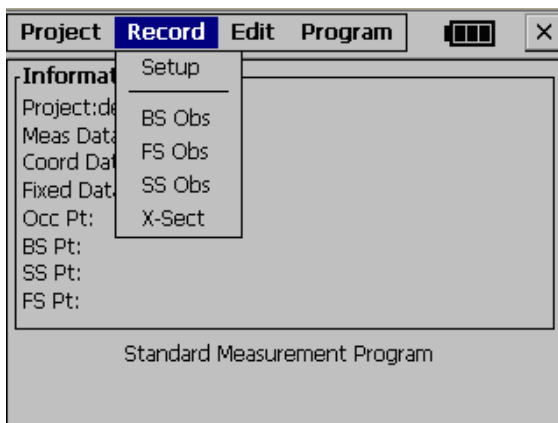 Project Record Edit Program
Setup
BS Obs
FS Obs
SS Obs
X-Sect
Informat
Project:de
Meas Data
Coord Dat
Fixed Dat
Occ Pt:
BS Pt:
SS Pt:
FS Pt:
Standard Measurement Program